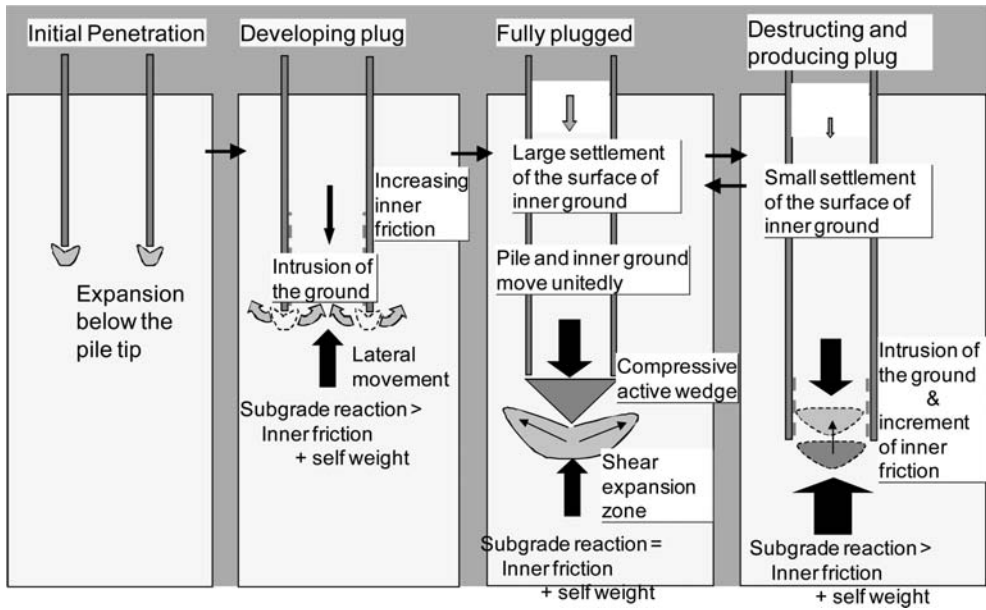 Initial Penetration
Expansion
below the
pile tip
Developing plug
Increasing
inner
friction
Intrusion of
the ground
Lateral
movement
Subgrade reaction >
Inner friction
+ self weight
Fully plugged
Large settlement
of the surface of
inner ground
Pile and inner ground
move unitedly
Compressive
active wedge
Shear
expansion
zone
Subgrade reaction =
Inner friction
+ self weight
Destructing and
producing plug
Small settlement
of the surface of
inner ground
Intrusion of
the ground
&
increment
of inner
friction
Subgrade reaction >
Inner friction
+ self weight